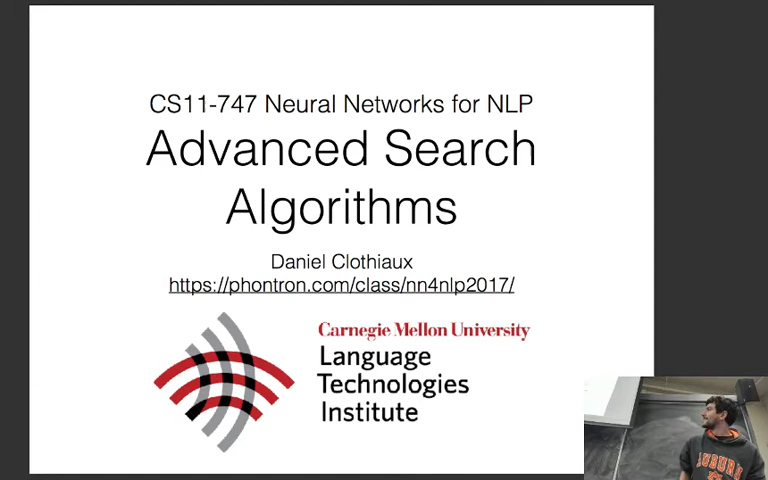 CS11-747 Neural Networks for NLP
Advanced Search
Algorithms
Daniel Clothiaux
https://phontron.com/class/nn4nlp2017/
Carnegie Mellon University
Language
Technologies
Institute
AUBURN